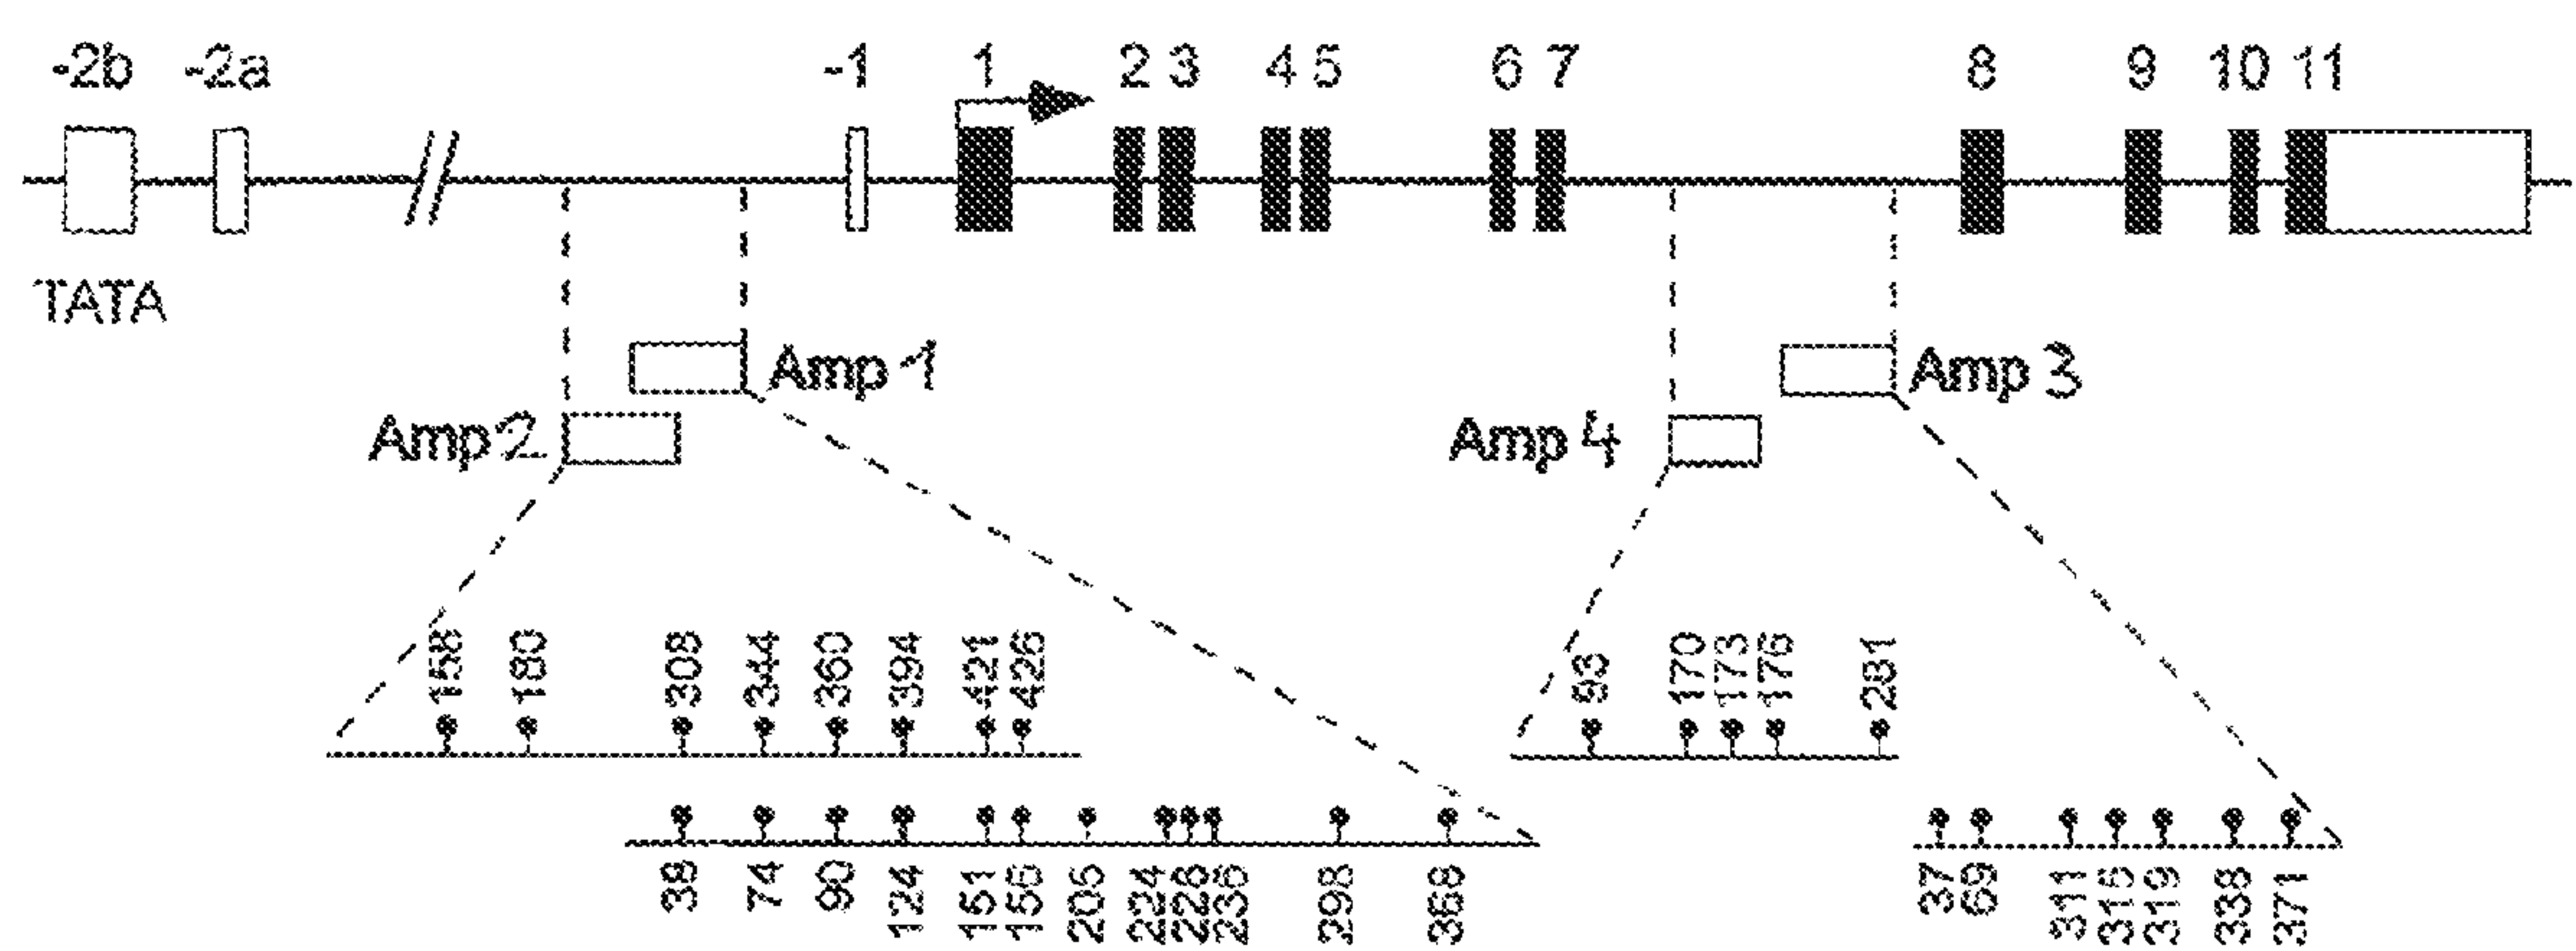 -2b -2a -1 1 2 3 4 5 6 7 8 9 10 11
TATA
Amp 1
Amp 3
Amp 2
Amp 4
158 180 308 344 360 394 421 426
93 170 173 176 281
38 74 90 124 151 156 205 224 228 236 298 368
37 69 311 315 319 338 371